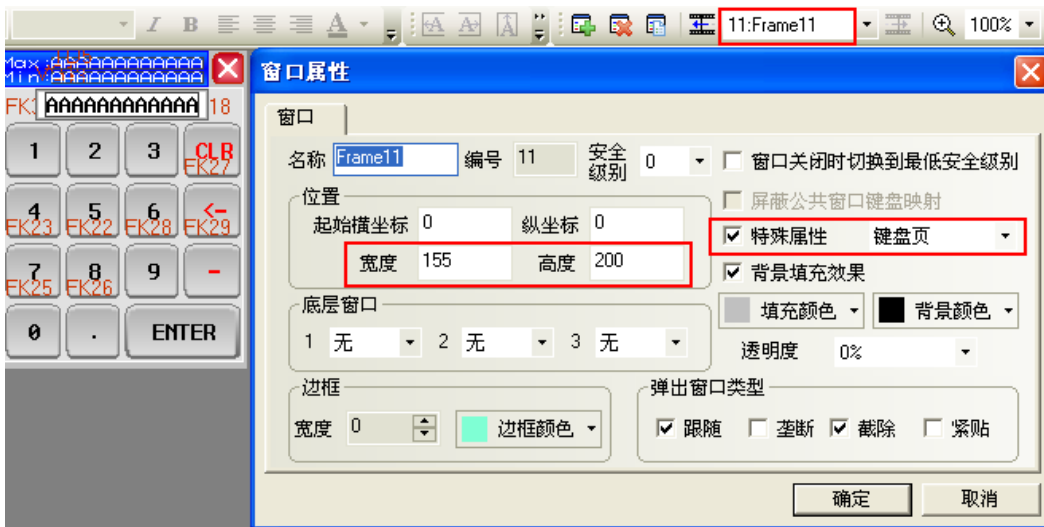 I B A 11:Frame11 100%
Max:AAAAAAAAAAAA
Min:AAAAAAAAAAAA
AAAAAAAAAAAA 18
1 2 3 CLR
FK27
4 5 6 <-
FK23 FK22 FK28 FK29
7 8 9 -
FK25 FK26
0 . ENTER
窗口属性
窗口
名称 Frame11 编号 11 安全级别 0 窗口关闭时切换到最低安全级别
屏蔽公共窗口键盘映射
位置
起始横坐标 0 纵坐标 0 特殊属性 键盘页
宽度 155 高度 200 背景填充效果
底层窗口
填充颜色 背景颜色
1 无 2 无 3 无 透明度 0%
边框 弹出窗口类型
宽度 0 边框颜色 跟随 垄断 截除 紧贴
确定 取消